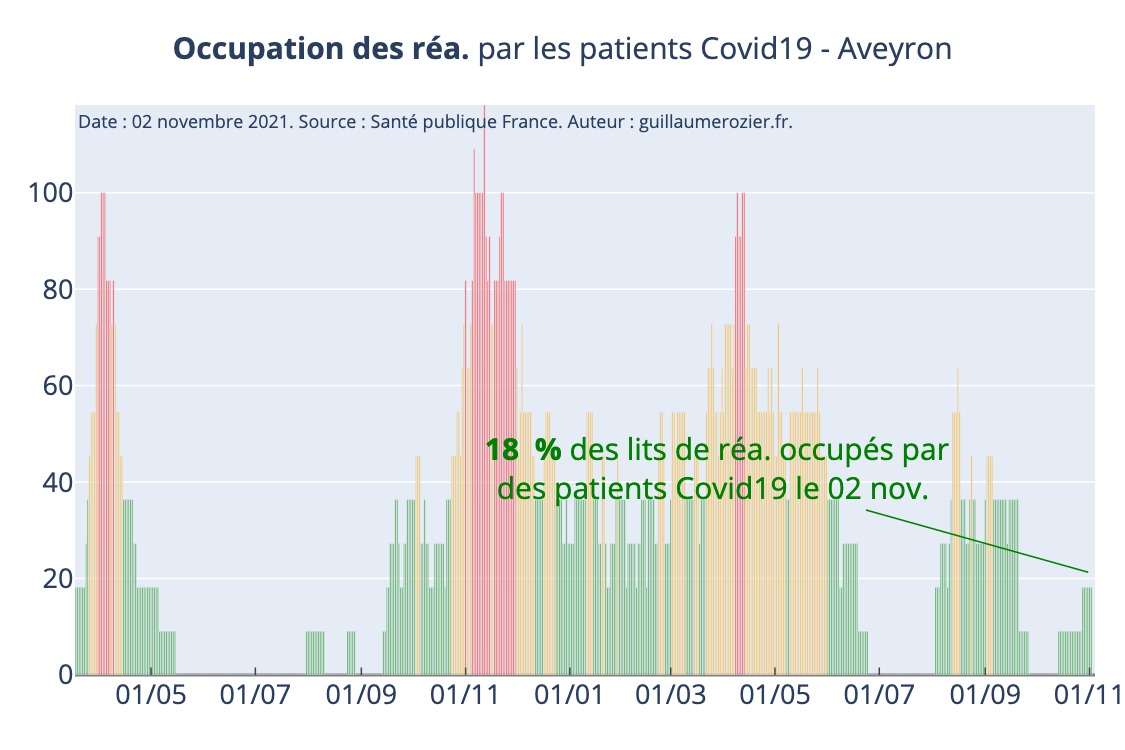 Occupation des réa. par les patients Covid19 - Aveyron
Date : 02 novembre 2021. Source : Santé publique France. Auteur : guillaumerozier.fr.
100
80
60
40
20
0
18 % des lits de réa. occupés par
des patients Covid19 le 02 nov.
01/05 01/07 01/09 01/11 01/01 01/03 01/05 01/07 01/09 01/11